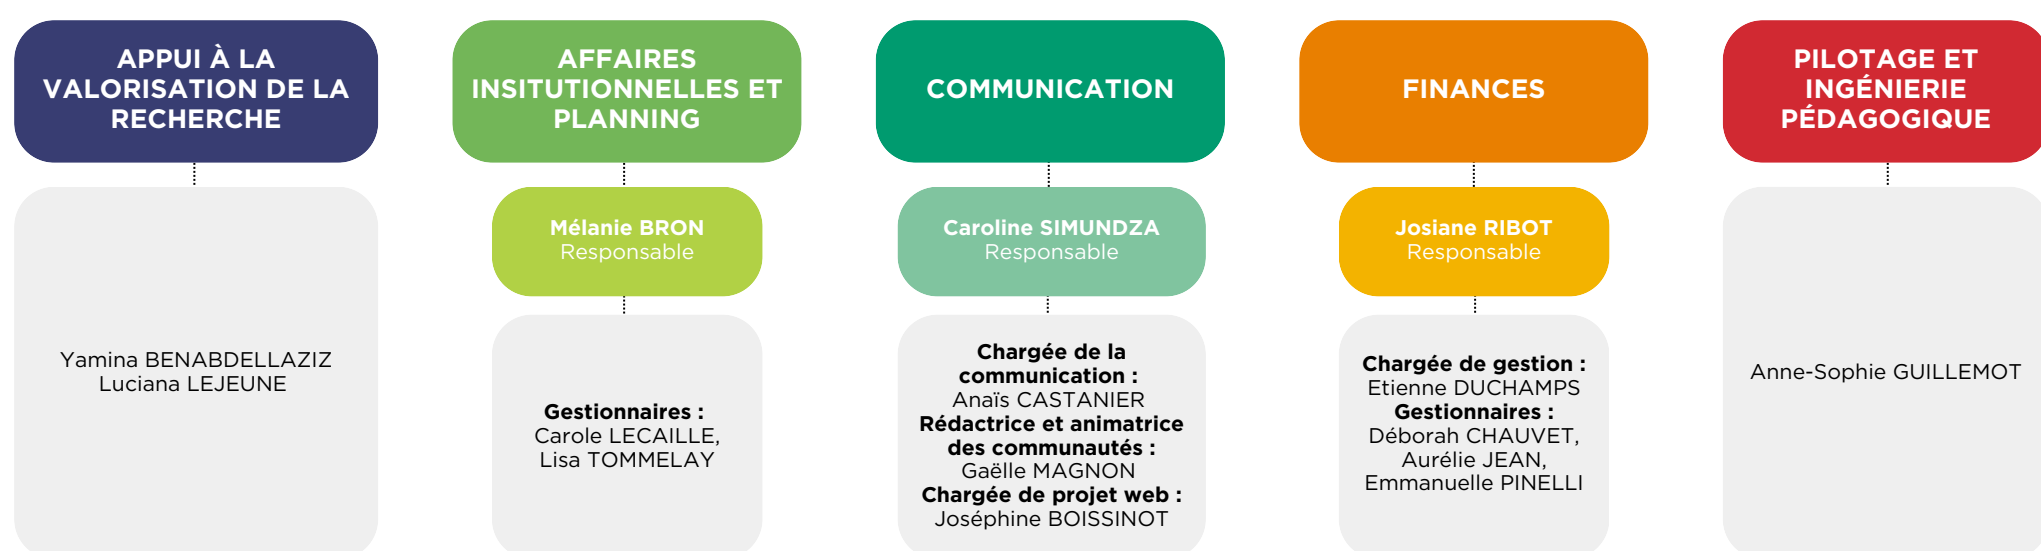 APPUI À LA
VALORISATION DE LA
RECHERCHE
Yamina BENABDELLAZIZ
Luciana LEJEUNE
AFFAIRES
INSITUTIONNELLES ET
PLANNING
Mélanie BRON
Responsable
Gestionnaires :
Carole LECAILLE,
Lisa TOMMELAY
COMMUNICATION
Caroline SIMUNDZA
Responsable
Chargée de la
communication :
Anaïs CASTANIER
Rédactrice et animatrice
des communautés :
Gaëlle MAGNON
Chargée de projet web :
Joséphine BOISSINOT
FINANCES
Josiane RIBOT
Responsable
Chargée de gestion :
Etienne DUCHAMPS
Gestionnaires :
Déborah CHAUVET,
Aurélie JEAN,
Emmanuelle PINELLI
PILOTAGE ET
INGÉNIERIE
PÉDAGOGIQUE
Anne-Sophie GUILLEMOT